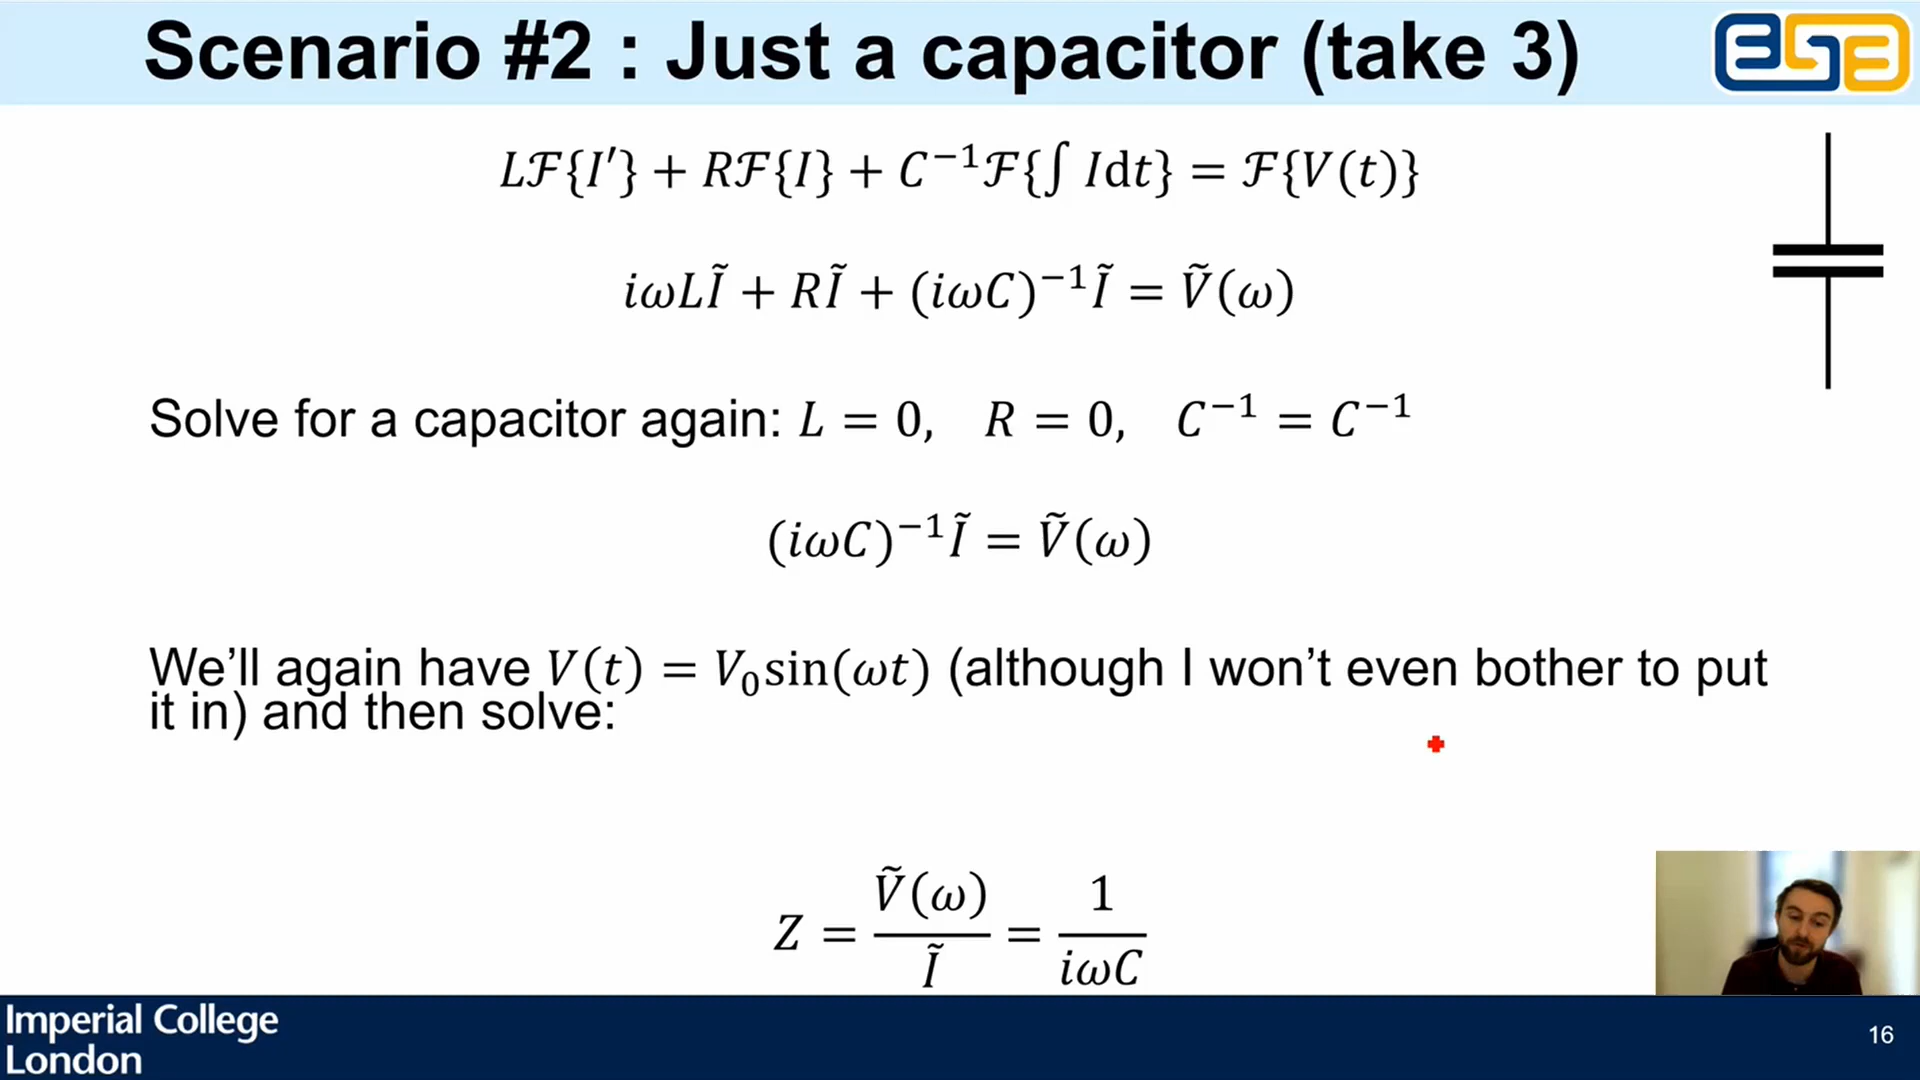 Scenario #2 : Just a capacitor (take 3)
Lℱ{I′} + Rℱ{I} + C⁻¹ℱ{∫ Idt} = ℱ{V(t)}
iωLĨ + RĨ + (iωC)⁻¹Ĩ = Ṽ(ω)
Solve for a capacitor again: L = 0, R = 0, C⁻¹ = C⁻¹
(iωC)⁻¹Ĩ = Ṽ(ω)
We’ll again have V(t) = V₀sin(ωt) (although I won’t even bother to put
it in) and then solve:
Z = Ṽ(ω)/Ĩ = 1/iωC
Imperial College
London
16